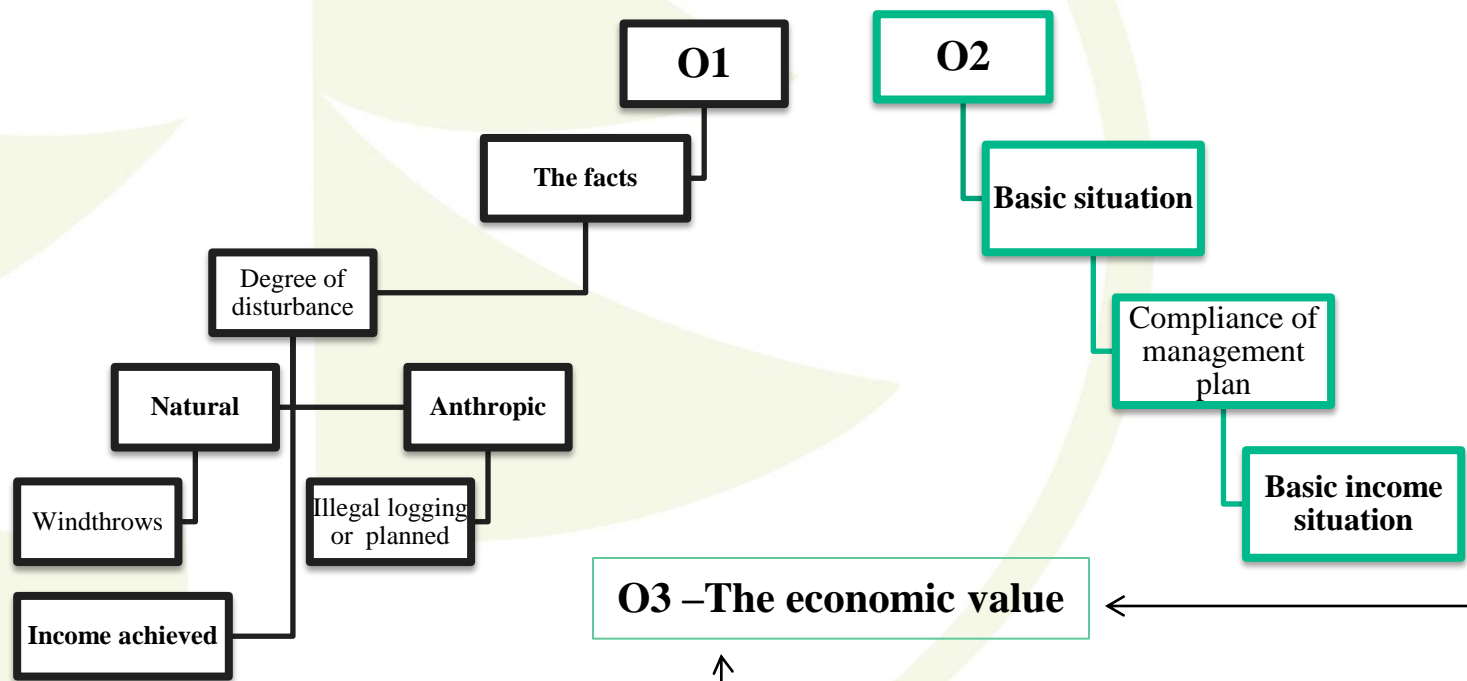 O1
O2
The facts
Basic situation
Degree of
disturbance
Compliance of
management
plan
Natural
Anthropic
Windthrows
Illegal logging
or planned
Basic income
situation
O3 –The economic value
Income achieved